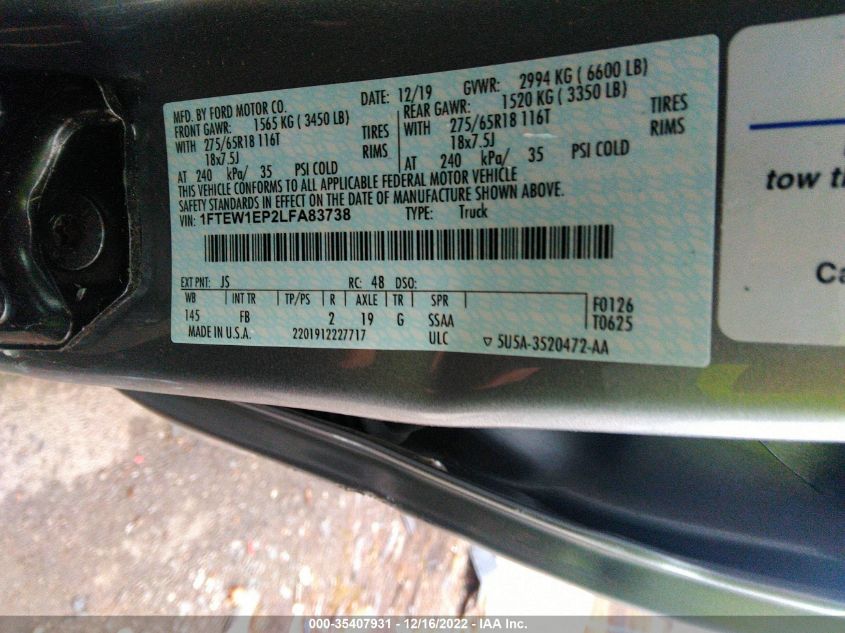 MFD. BY FORD MOTOR CO. DATE: 12/19 GVWR: 2994 KG ( 6600 LB)
FRONT GAWR: 1565 KG ( 3450 LB) REAR GAWR: 1520 KG ( 3350 LB)
WITH 275/65R18 116T TIRES WITH 275/65R18 116T TIRES
18x7.5J RIMS 18x7.5J RIMS
AT 240 kPa/ 35 PSI COLD AT 240 kPa/ 35 PSI COLD
THIS VEHICLE CONFORMS TO ALL APPLICABLE FEDERAL MOTOR VEHICLE
SAFETY STANDARDS IN EFFECT ON THE DATE OF MANUFACTURE SHOWN ABOVE.
VIN: 1FTEW1EP2LFA83738 TYPE: Truck
EXT PNT: JS RC: 48 DSO:
WB INT TR TP/PS R AXLE TR SPR F0126
145 FB 2 19 G SSAA T0625
MADE IN U.S.A. 2201912227717 ULC ▽ 5U5A-3520472-AA
tow
Ca
000-35407931 - 12/16/2022 - IAA Inc.